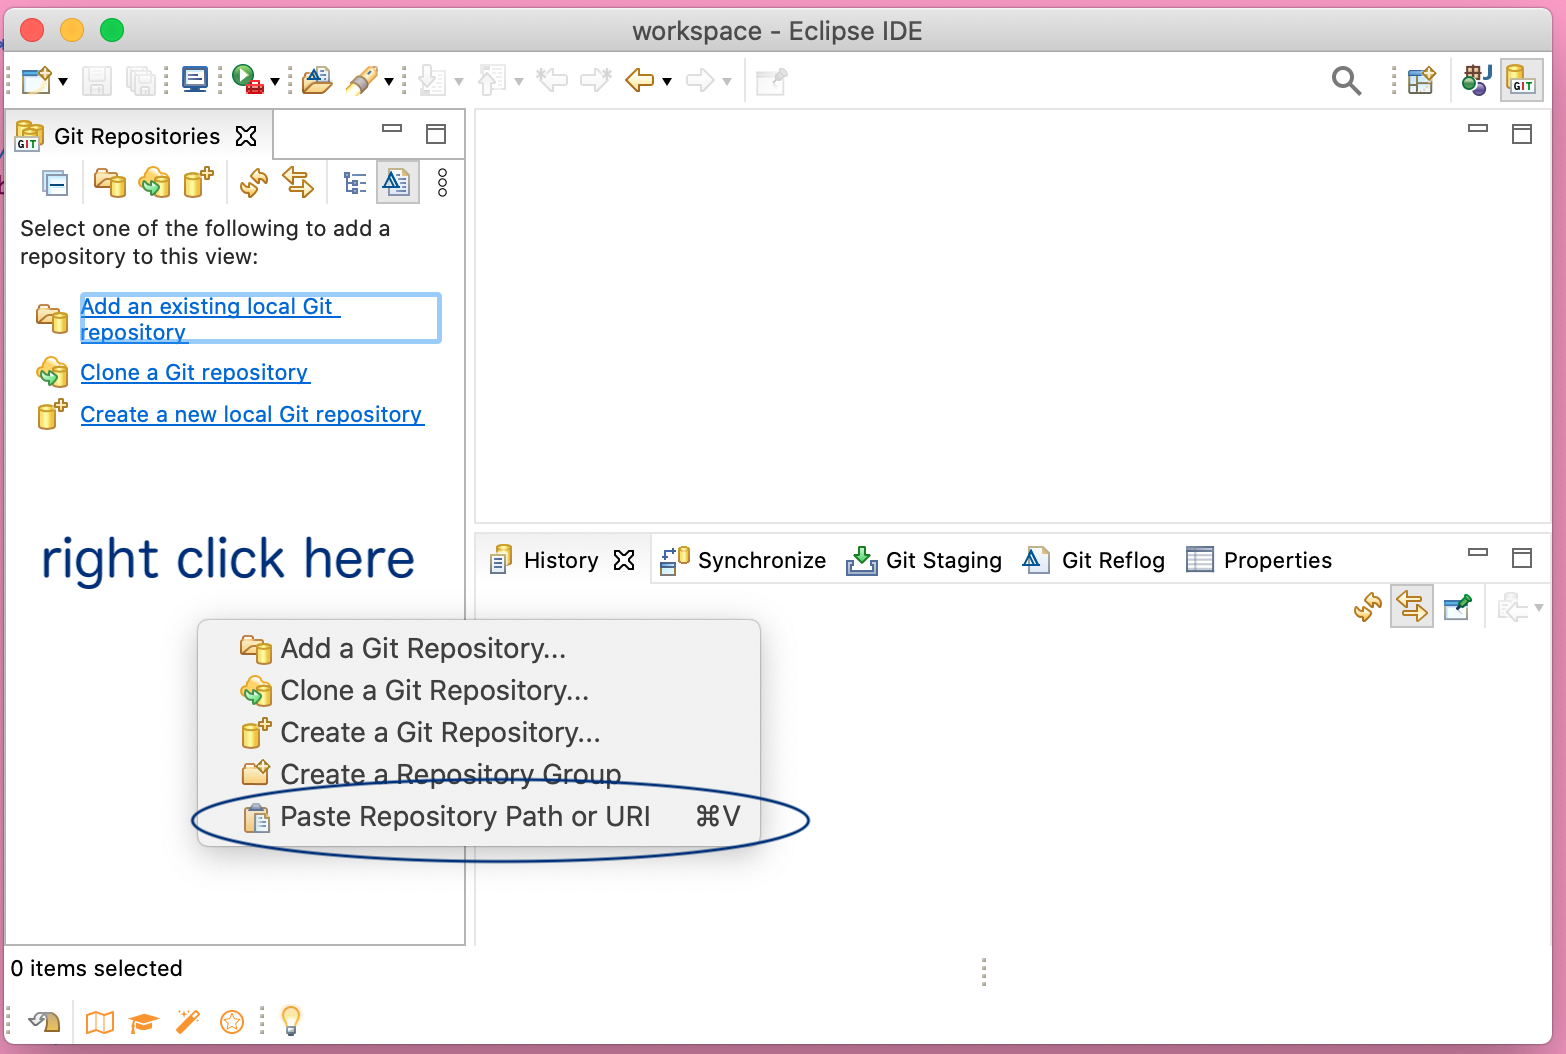 workspace - Eclipse IDE
GIT
GIT
Git Repositories
Select one of the following to add a
repository to this view:
Add an existing local Git
repository
Clone a Git repository
Create a new local Git repository
right click here
History
Synchronize
Git Staging
Git Reflog
Properties
Add a Git Repository...
Clone a Git Repository...
Create a Git Repository...
Create a Repository Group
Paste Repository Path or URI ⌘V
0 items selected